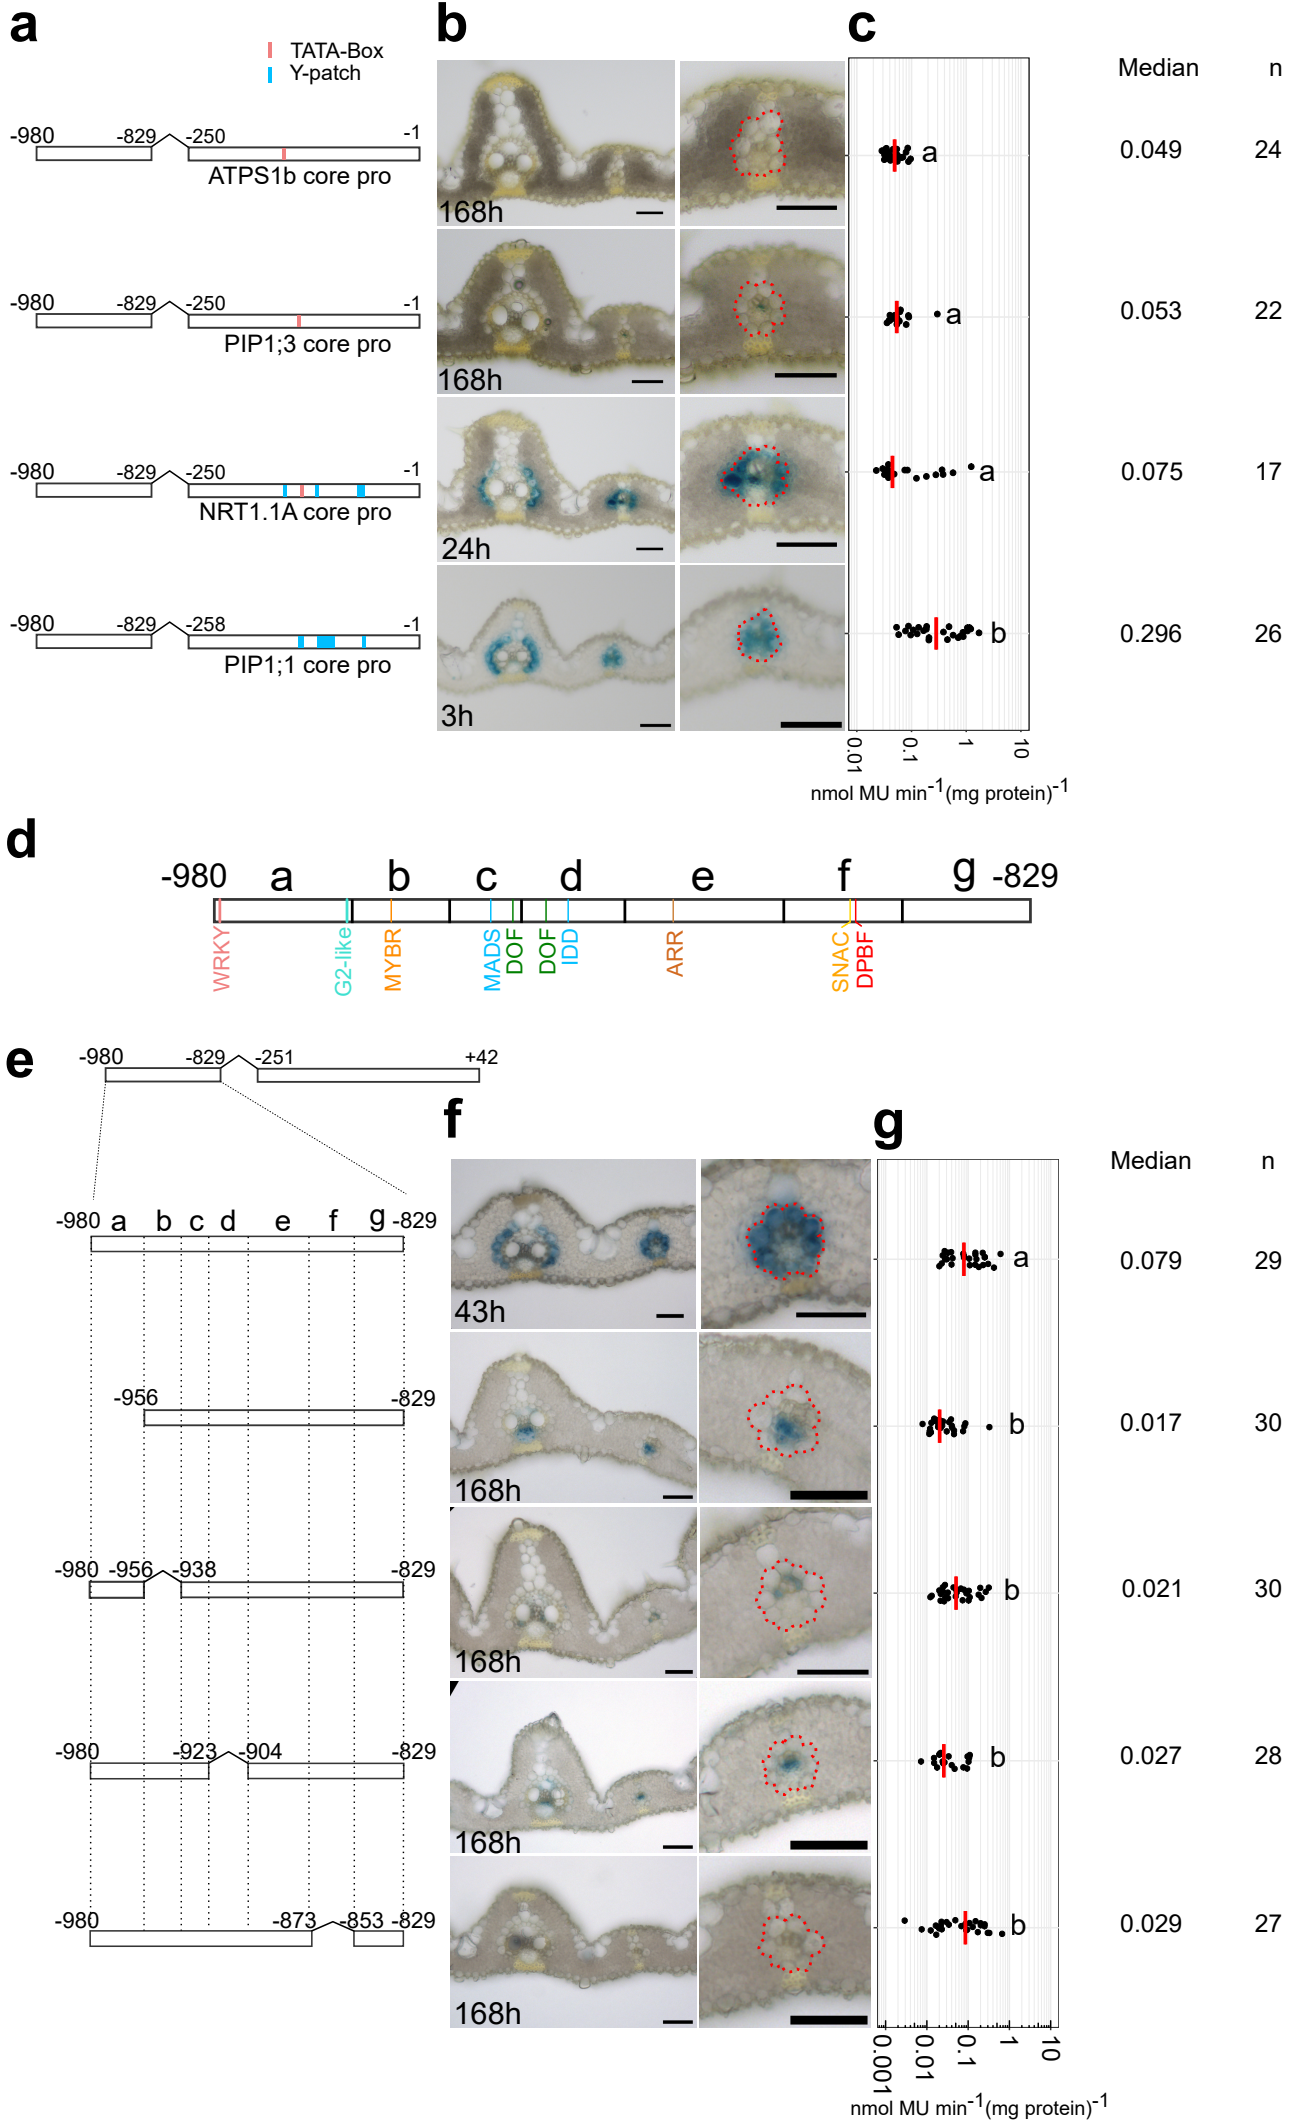 a
TATA-Box
Y-patch
-980 -829 -250 -1
ATPS1b core pro
-980 -829 -250 -1
PIP1;3 core pro
-980 -829 -250 -1
NRT1.1A core pro
-980 -829 -258 -1
PIP1;1 core pro
b
168h
168h
24h
3h
c
Median n
a 0.049 24
a 0.053 22
a 0.075 17
b 0.296 26
0.01 0.1 1 10
nmol MU min-1(mg protein)-1
d
-980 a b c d e f g -829
WRKY G2-like MYBR MADS DOF DOF IDD ARR SNAC DPBF
e
-980 -829 -251 +42
-980 a b c d e f g -829
-956 -829
-980 -956 -938 -829
-980 -923 -904 -829
-980 -873 -853 -829
f
43h
168h
168h
168h
168h
g
Median n
a 0.079 29
b 0.017 30
b 0.021 30
b 0.027 28
b 0.029 27
0.001 0.01 0.1 1 10
nmol MU min-1(mg protein)-1